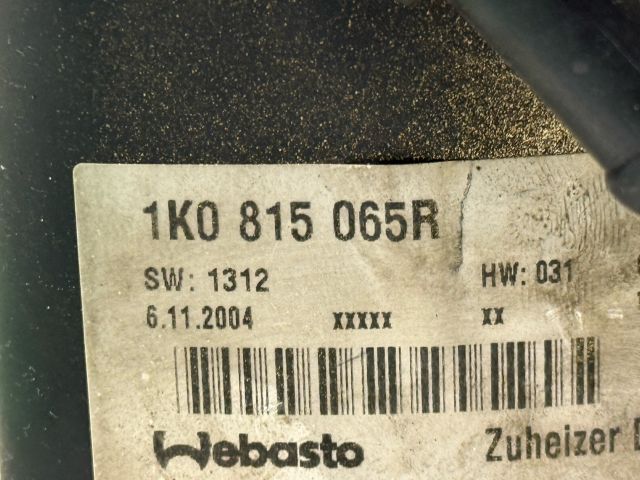 1K0 815 065R
SW: 1312 HW: 031
6.11.2004 xxxxx xx
Webasto Zuheizer